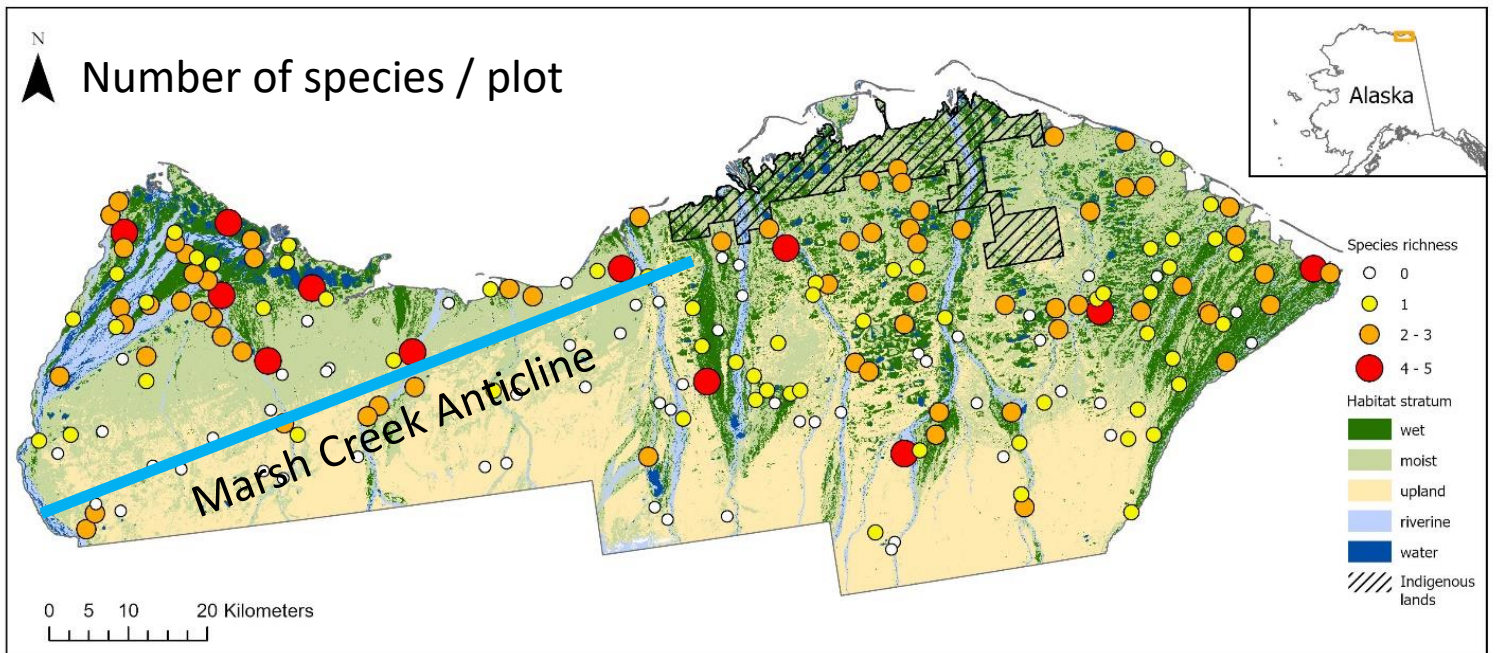 N
Number of species / plot
Alaska
Marsh Creek Anticline
Species richness
0
1
2 - 3
4 - 5
Habitat stratum
wet
moist
upland
riverine
water
Indigenous
lands
0 5 10 20 Kilometers